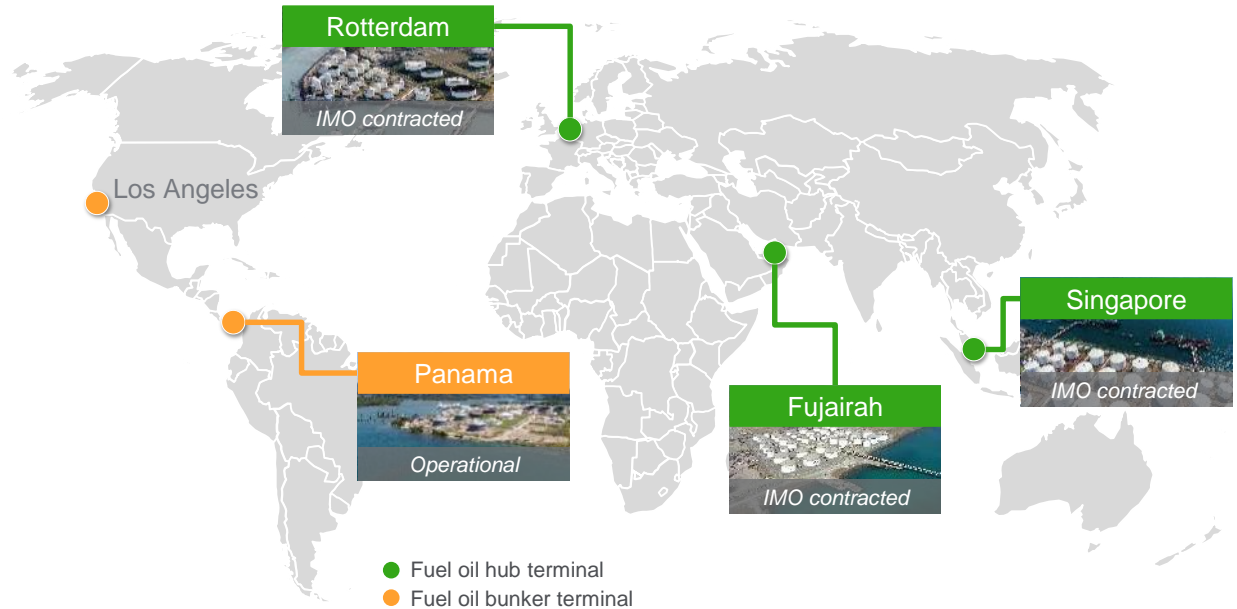 Rotterdam
IMO contracted
Los Angeles
Singapore
IMO contracted
Panama
Operational
Fujairah
IMO contracted
Fuel oil hub terminal
Fuel oil bunker terminal